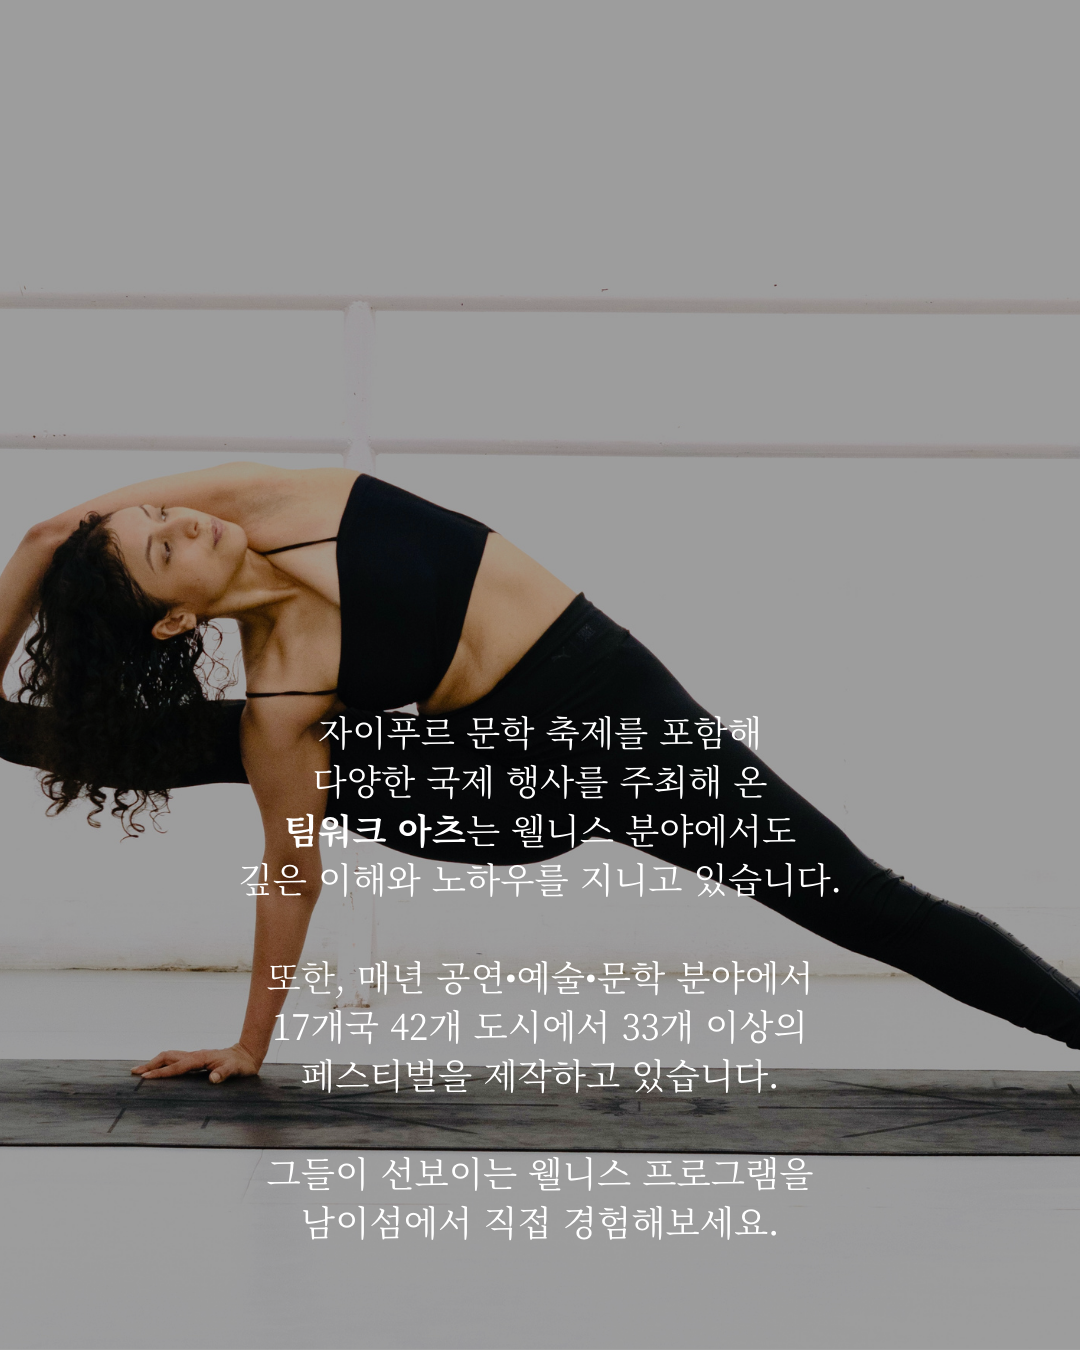 자이푸르 문학 축제를 포함해
다양한 국제 행사를 주최해 온
팀워크 아츠는 웰니스 분야에서도
깊은 이해와 노하우를 지니고 있습니다.
또한, 매년 공연•예술•문학 분야에서
17개국 42개 도시에서 33개 이상의
페스티벌을 제작하고 있습니다.
그들이 선보이는 웰니스 프로그램을
남이섬에서 직접 경험해보세요.